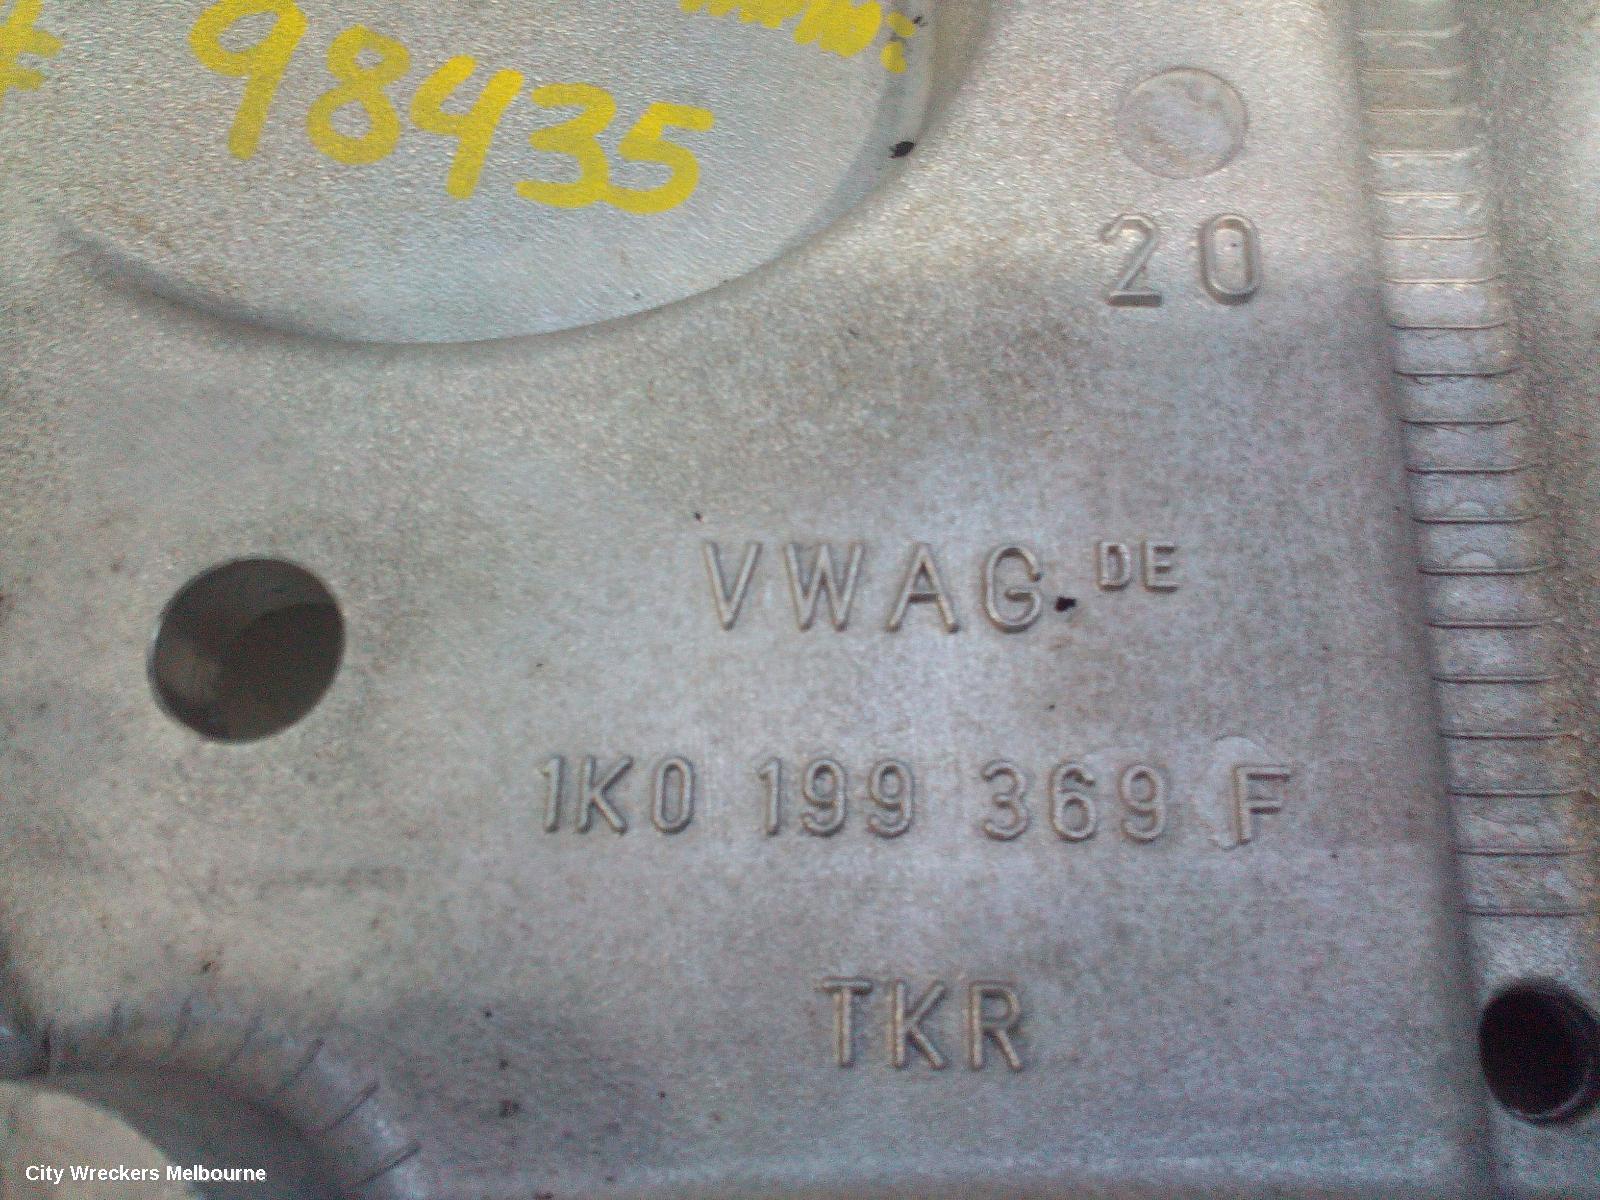 # 98435
20
VWAG. DE
1K0 199 369 F
TKR
City Wreckers Melbourne